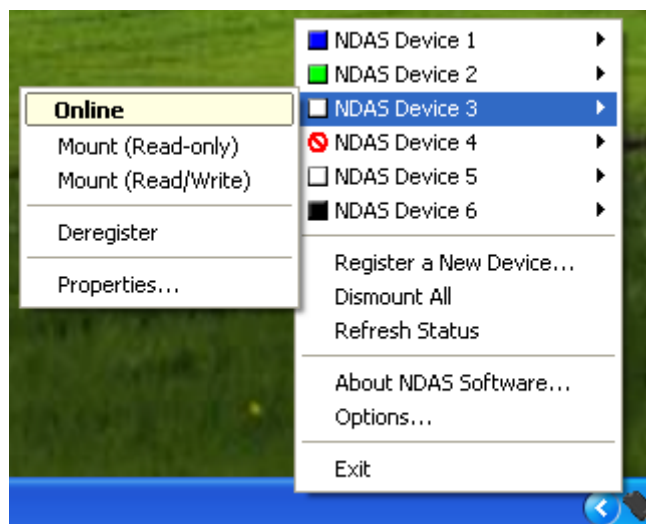 NDAS Device 1
NDAS Device 2
NDAS Device 3
NDAS Device 4
NDAS Device 5
NDAS Device 6
Register a New Device...
Dismount All
Refresh Status
About NDAS Software...
Options...
Exit
Online
Mount (Read-only)
Mount (Read/Write)
Deregister
Properties...